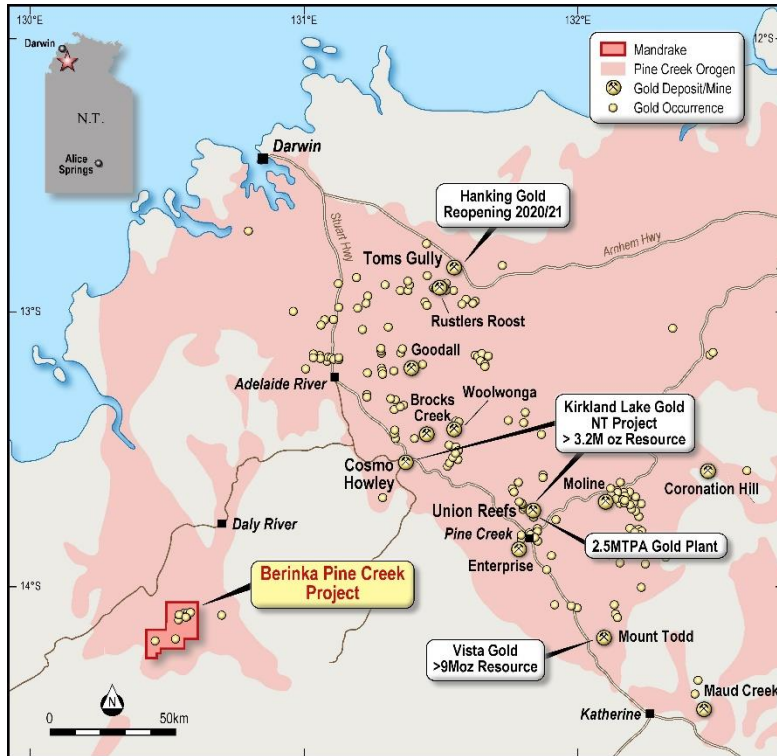 130°E
131°E
132°E
12°S
Darwin
N.T.
Alice
Springs
Mandrake
Pine Creek Orogen
Gold Deposit/Mine
Gold Occurrence
Darwin
Hanking Gold
Reopening 2020/21
Stuart Hwy
Arnhem Hwy
Toms Gully
13°S
13°S
Rustlers Roost
Goodall
Adelaide River
Brocks
Creek
Woolwonga
Kirkland Lake Gold
NT Project
> 3.2M oz Resource
Cosmo
Howley
Moline
Coronation Hill
Union Reefs
Daly River
Pine Creek
2.5MTPA Gold Plant
Enterprise
Berinka Pine Creek
Project
14°S
14°S
Vista Gold
>9Moz Resource
Mount Todd
Maud Creek
N
Katherine
0
50km